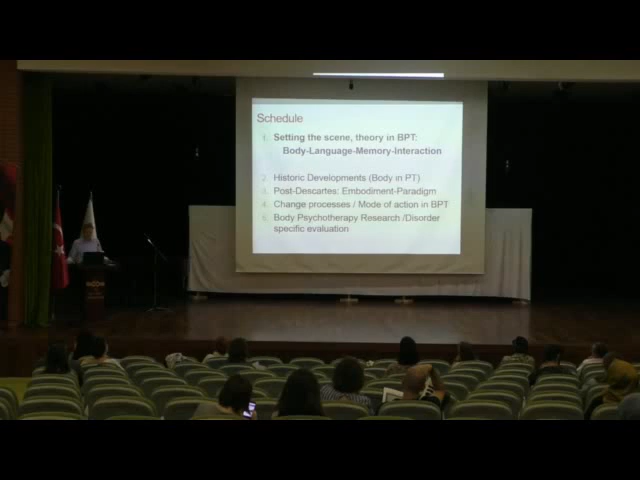 Schedule
1. Setting the scene, theory in BPT:
Body-Language-Memory-Interaction
2. Historic Developments (Body in PT)
3. Post-Descartes: Embodiment-Paradigm
4. Change processes / Mode of action in BPT
5. Body Psychotherapy Research /Disorder
specific evaluation